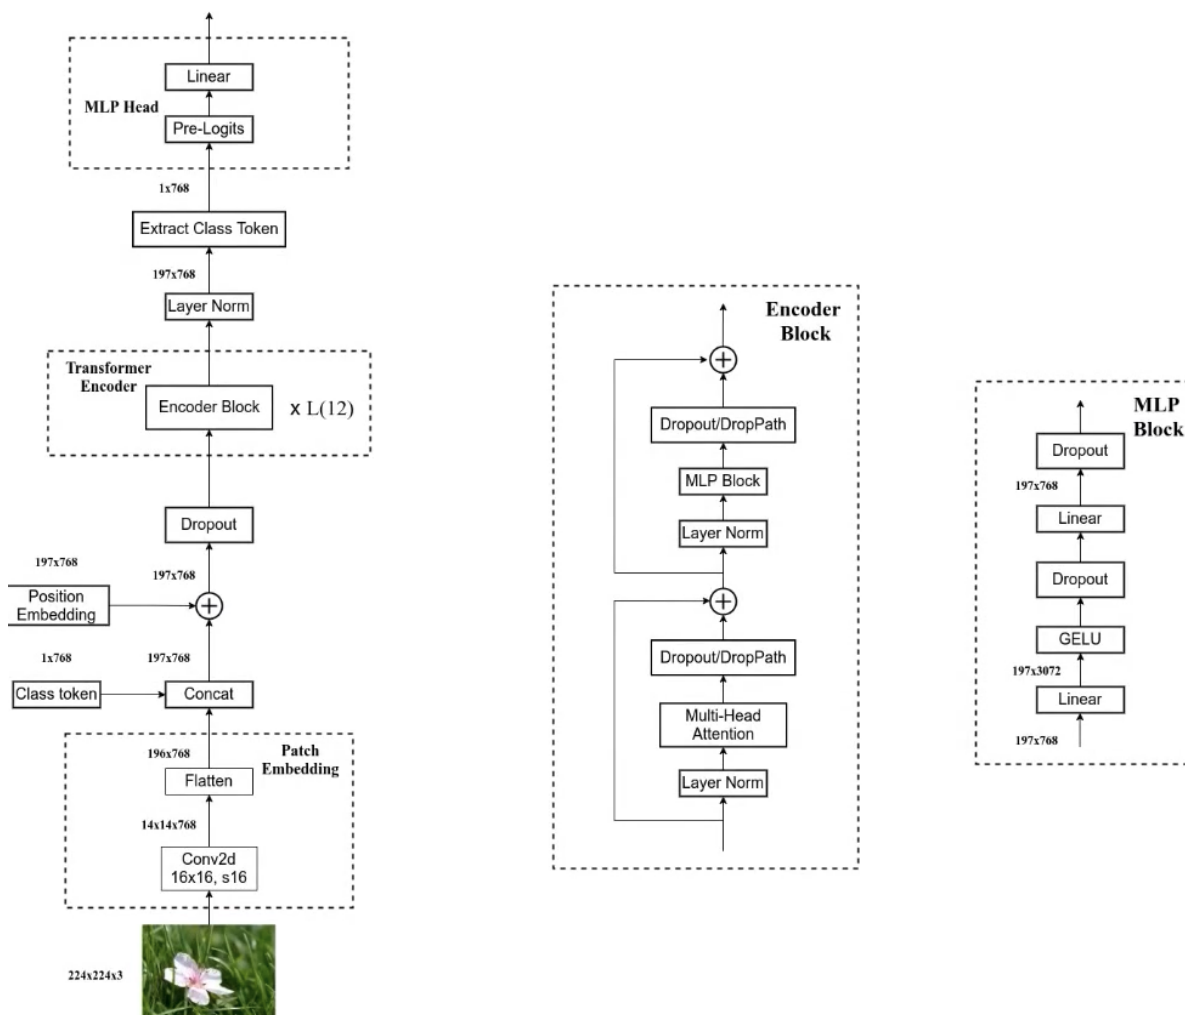 Linear
MLP Head
Pre-Logits
1x768
Extract Class Token
197x768
Layer Norm
Transformer
Encoder
Encoder Block
x L(12)
Dropout
197x768
197x768
Position
Embedding
1x768
197x768
Class token
Concat
196x768
Patch
Embedding
Flatten
14x14x768
Conv2d
16x16, s16
224x224x3
Encoder
Block
Dropout/DropPath
MLP Block
Layer Norm
Dropout/DropPath
Multi-Head
Attention
Layer Norm
MLP
Block
Dropout
197x768
Linear
Dropout
GELU
197x3072
Linear
197x768